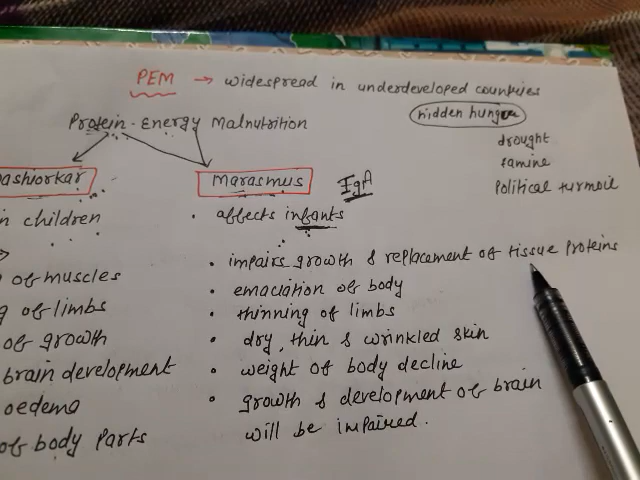 PEM → widespread in underdeveloped countries
hidden hunger
Protein-Energy Malnutrition
drought
famine
Political turmoil
ashiorkar
Marasmus
IgA
n children
• affects infants
• impairs growth & replacement of tissue proteins
of muscles
• emaciation of body
g of limbs
• thinning of limbs
of growth
• dry, thin & wrinkled skin
brain development
• weight of body decline
oedema
• growth & development of brain
will be impaired.
of body parts